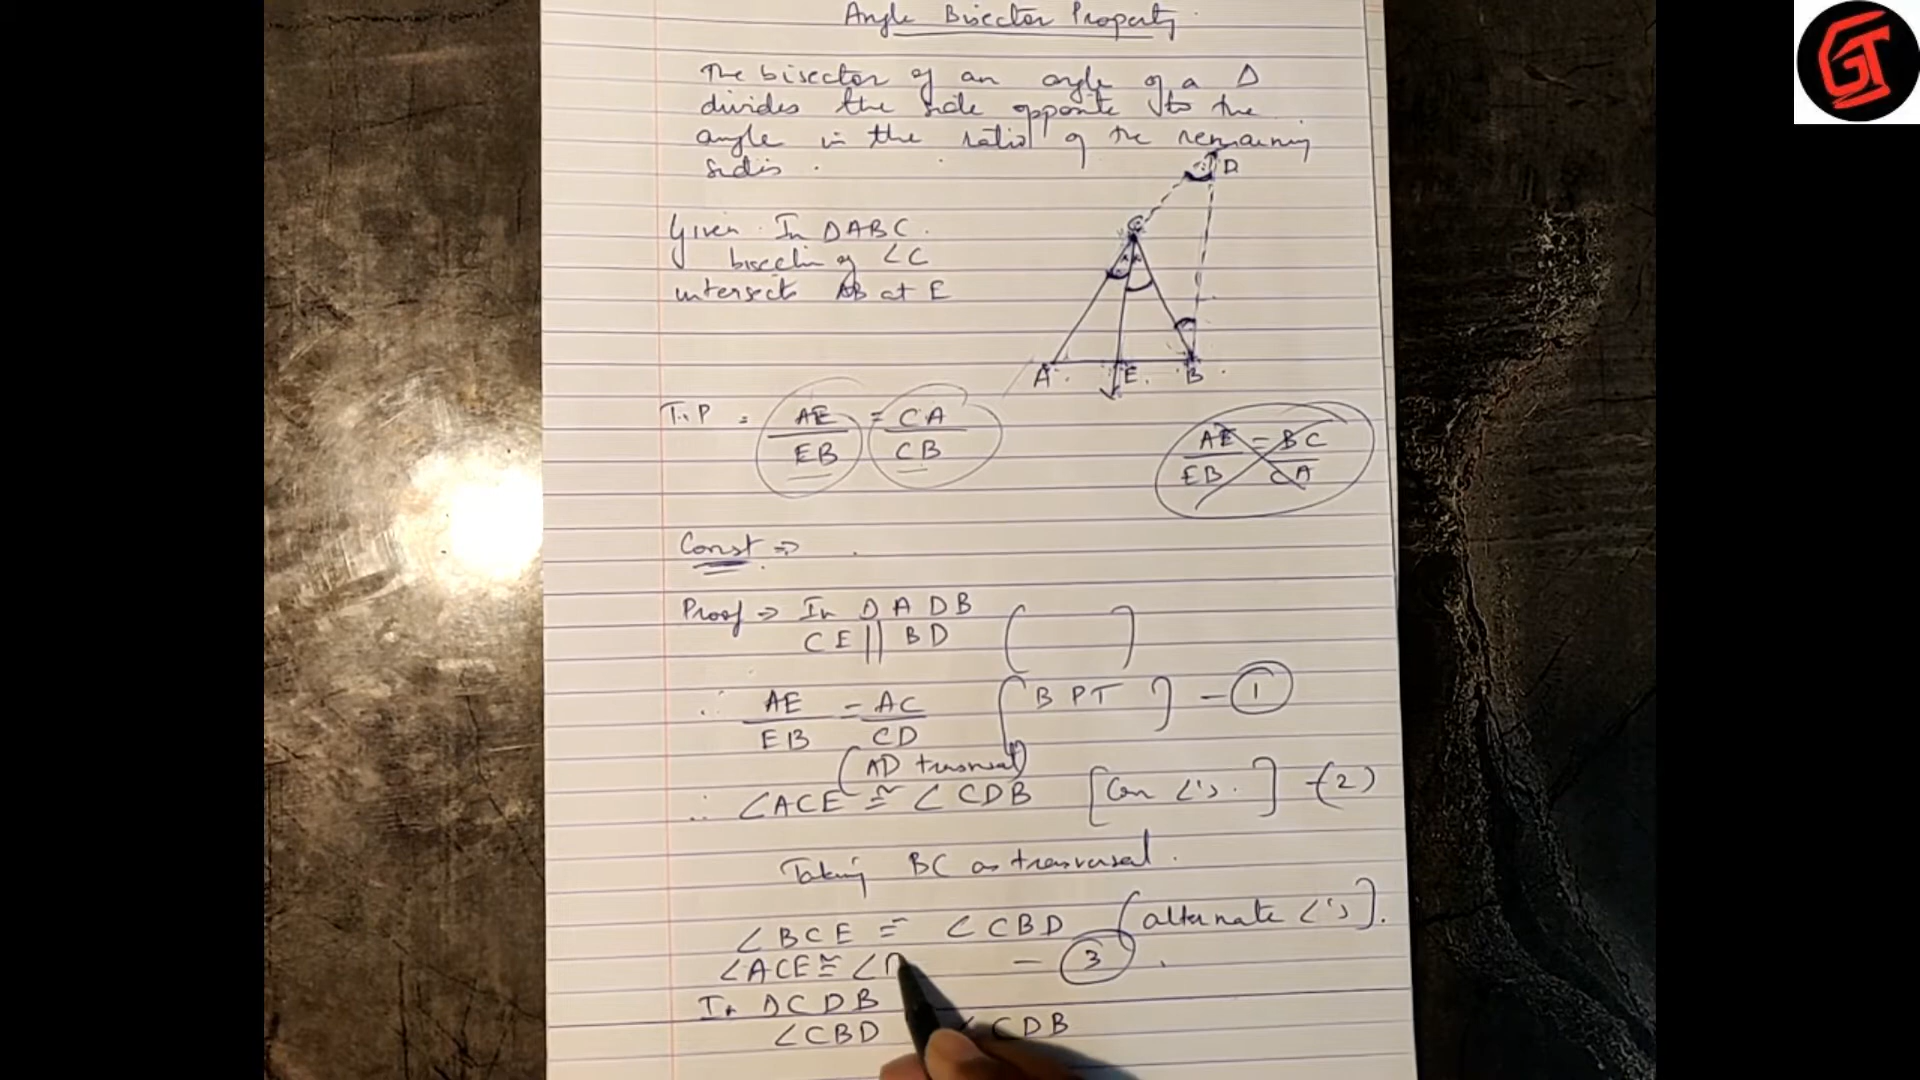 Angle Bisector Property
The bisector of an angle of a Δ
divides the side opposite to the
angle in the ratio of the remaining
sides.
D
Given In ΔABC.
C
bisector of ∠C
x x
intersects AB at E
A E B
T.P = AE/EB = CA/CB
AE/EB = BC/CA
Const ⇒
Proof ⇒ In Δ ADB
CE || BD ( )
∴ AE/EB = AC/CD [BPT] - 1
(AD transversal)
∴ ∠ACE ≅ ∠CDB [Corr ∠'s.] - (2)
Taking BC as transversal.
∠BCE = ∠CBD [alternate ∠'s].
∠ACE ≅ ∠ - 3
In ΔCDB
∠CBD ∠CDB
GT